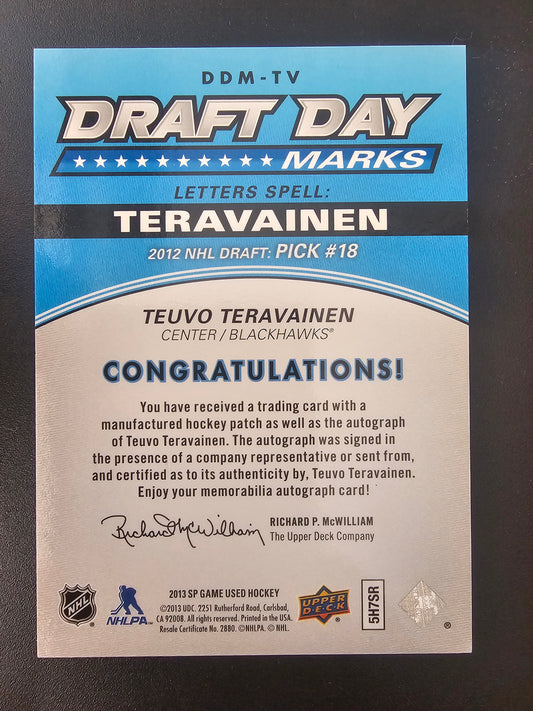 DDM-TV
DRAFT DAY
MARKS
LETTERS SPELL:
TERAVAINEN
2012 NHL DRAFT: PICK #18
TEUVO TERAVAINEN
CENTER / BLACKHAWKS®
CONGRATULATIONS!
You have received a trading card with a
manufactured hockey patch as well as the autograph
of Teuvo Teravainen. The autograph was signed in
the presence of a company representative or sent from,
and certified as to its authenticity by, Teuvo Teravainen.
Enjoy your memorabilia autograph card!
Richard McWilliam
RICHARD P. McWILLIAM
The Upper Deck Company
NHL
NHLPA™
2013 SP GAME USED HOCKEY
©2013 UDC. 2251 Rutherford Road, Carlsbad,
CA 92008. All rights reserved. Printed in the USA.
Resale Certificate No. 2880. ©NHLPA. © NHL.
UPPER
DECK
®
5H7SR
®